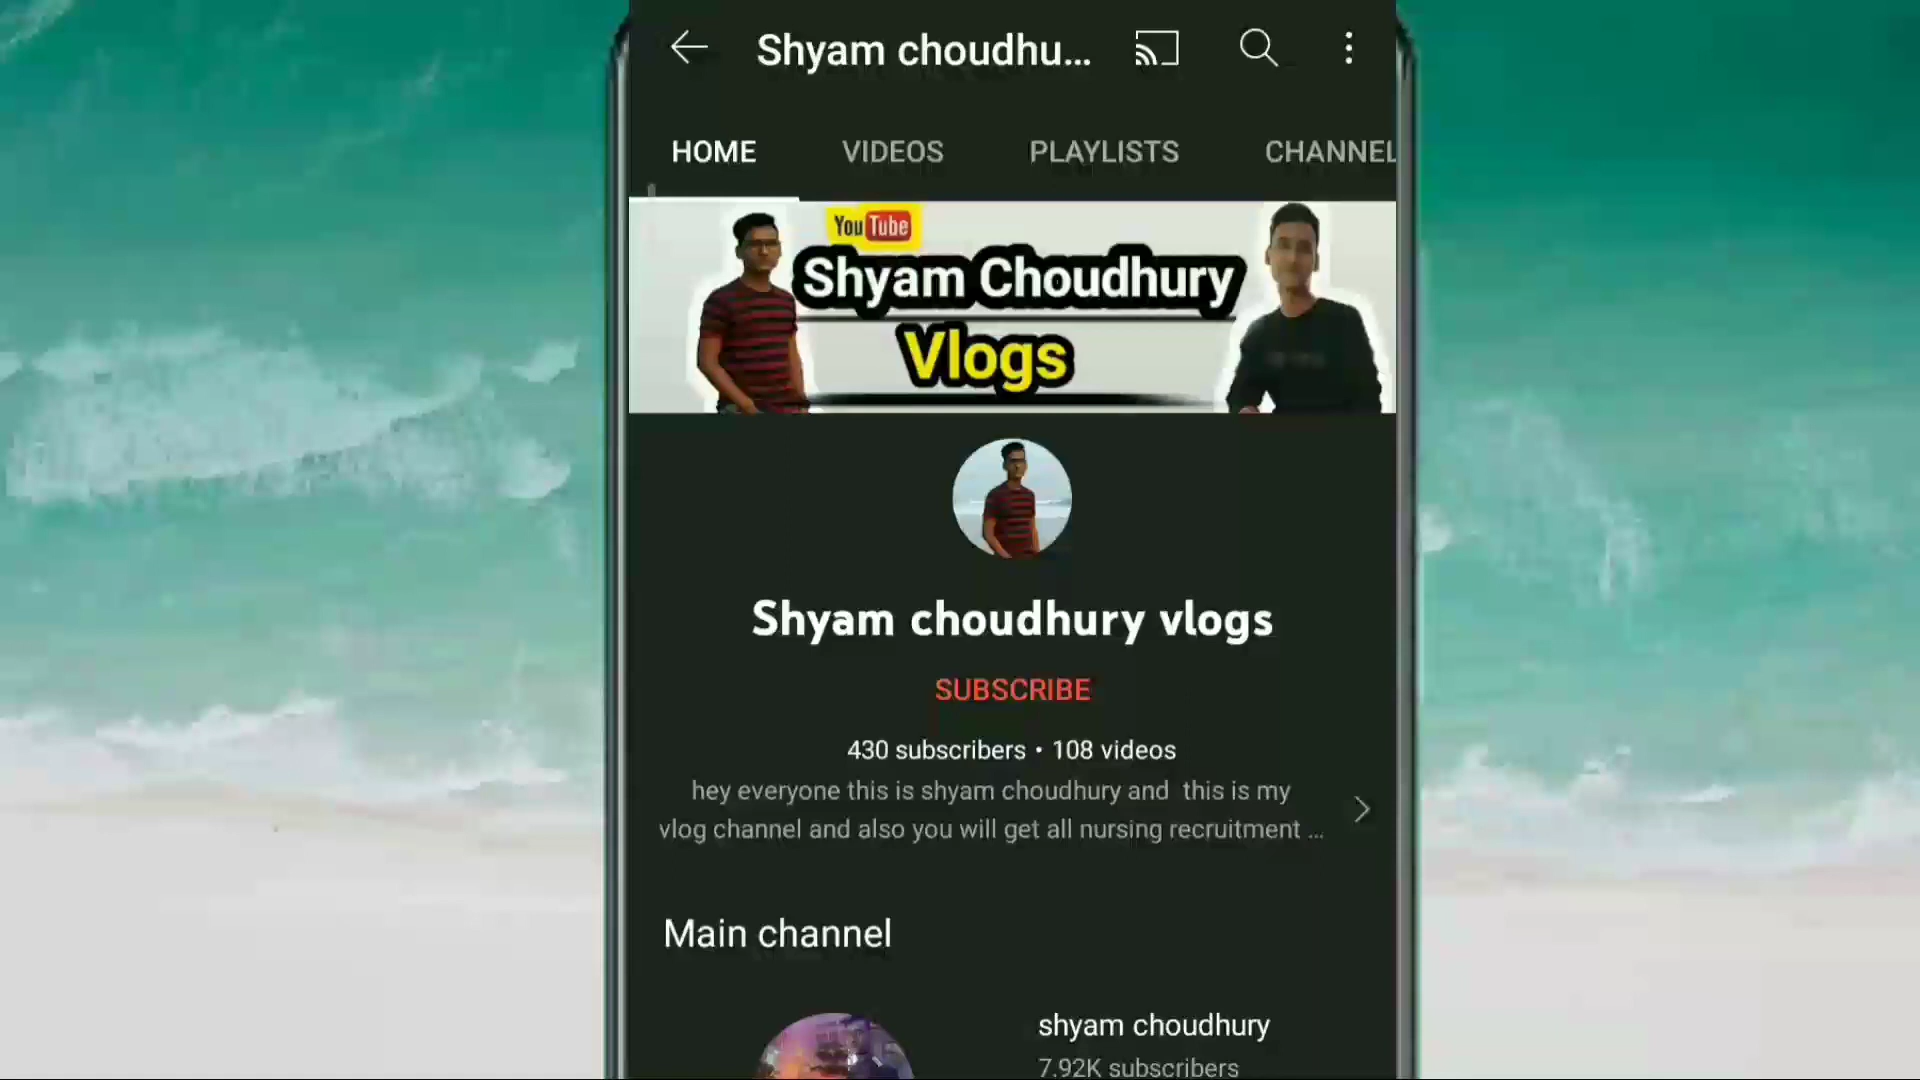 Shyam choudhu...
HOME VIDEOS PLAYLISTS CHANNEL
YouTube
Shyam Choudhury
Vlogs
Shyam choudhury vlogs
SUBSCRIBE
430 subscribers • 108 videos
hey everyone this is shyam choudhury and this is my
vlog channel and also you will get all nursing recruitment ...
Main channel
shyam choudhury
7.92K subscribers